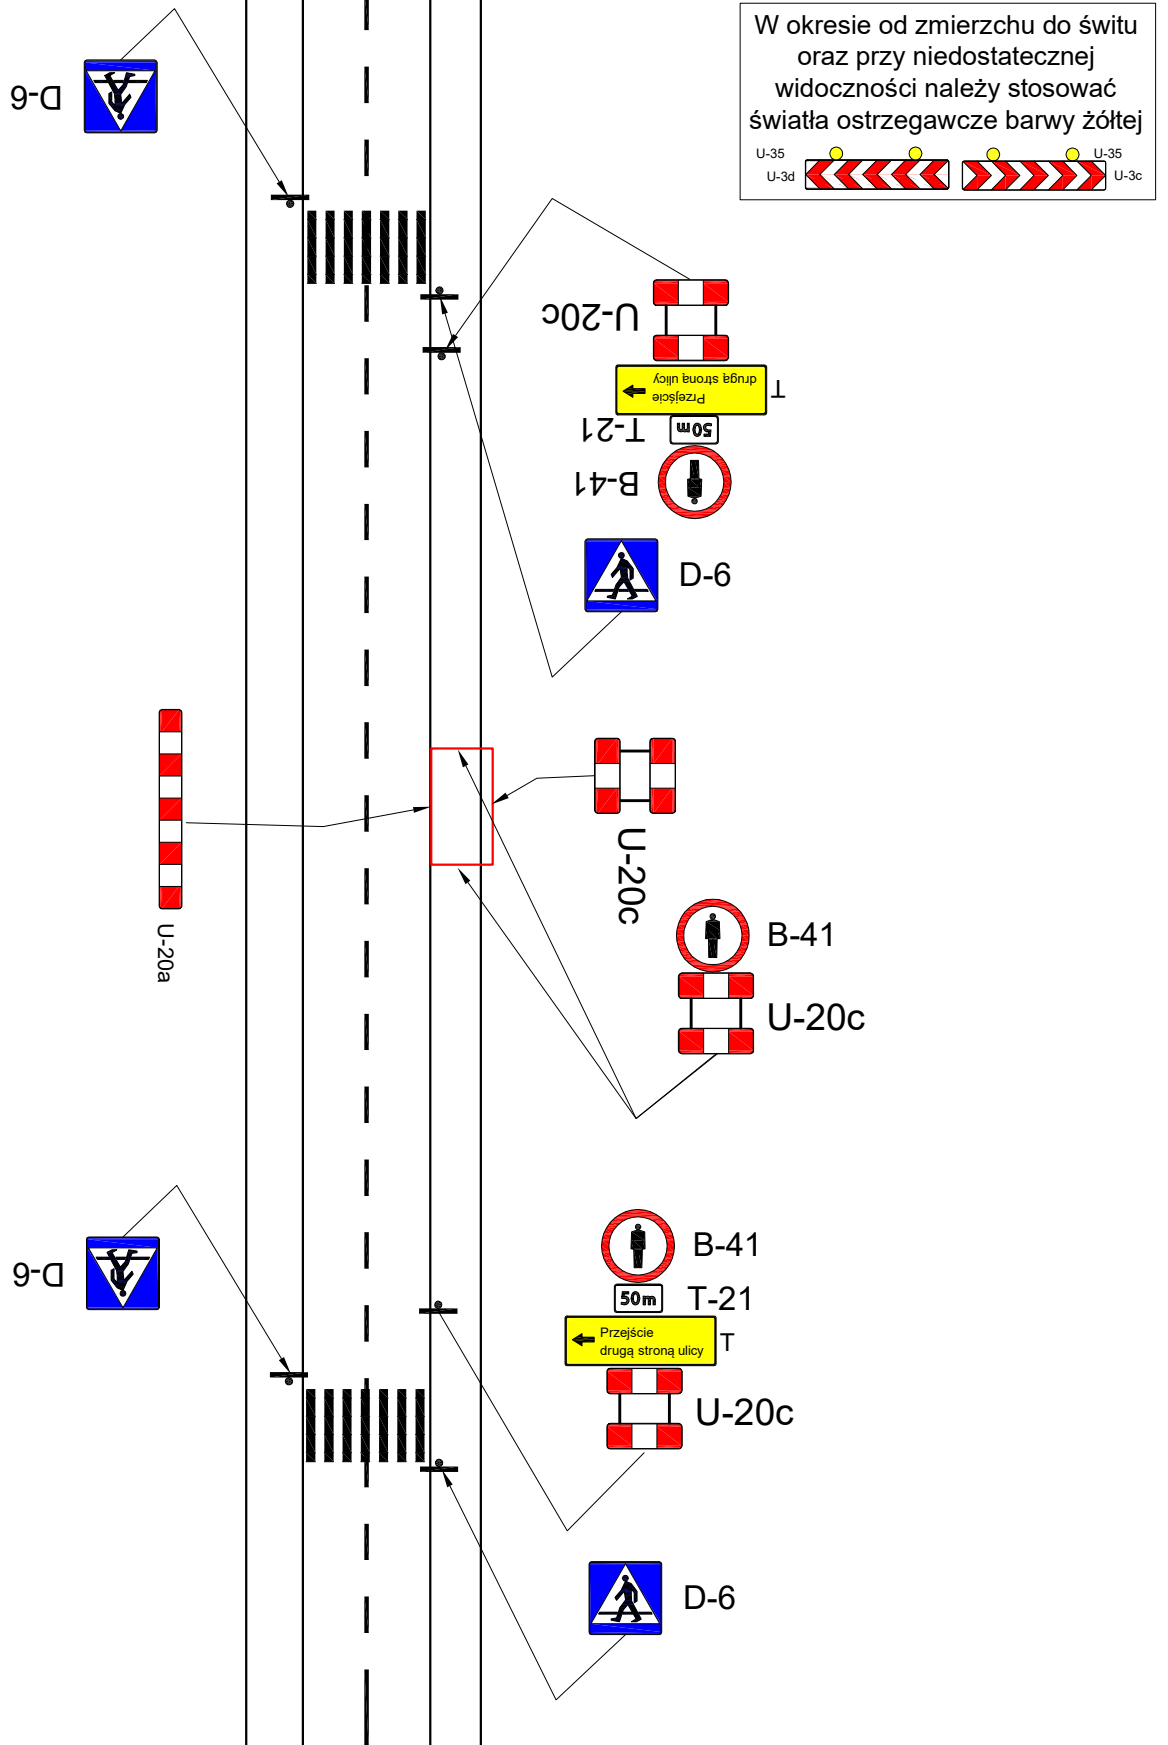 W okresie od zmierzchu do świtu
oraz przy niedostatecznej
widoczności należy stosować
światła ostrzegawcze barwy żółtej
U-35
U-35
U-3d
U-3c
D-6
U-20c
Przejście
drugą stroną ulicy
T
T-21
50m
B-41
D-6
U-20c
U-20a
B-41
U-20c
D-6
B-41
50m
T-21
Przejście
drugą stroną ulicy
T
U-20c
D-6